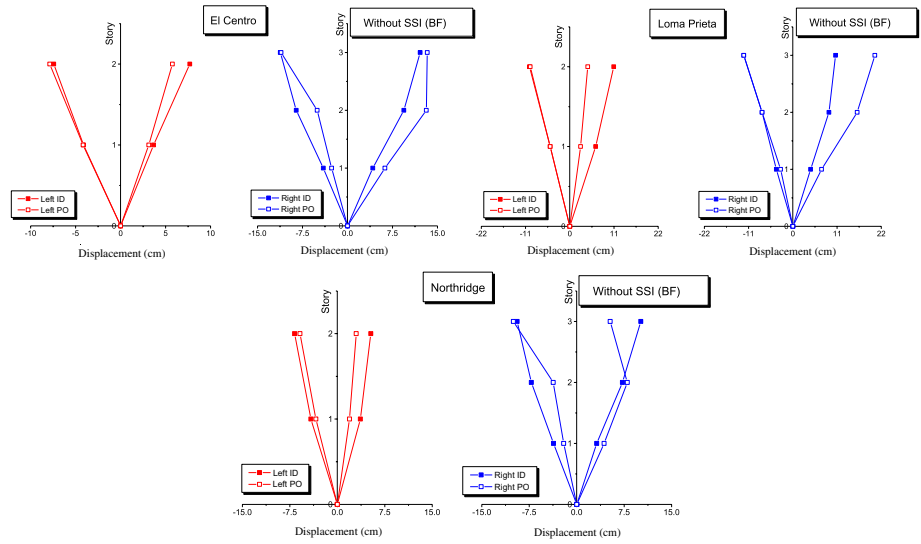 El Centro
Without SSI (BF)
Story
3
2
2
1
1
0
0
Left ID
Left PO
Right ID
Right PO
-10 -5 0 5 10
-15.0 -7.5 0.0 7.5 15.0
Displacement (cm)
Displacement (cm)
Loma Prieta
Without SSI (BF)
Story
Story
3
2
2
1
1
0
0
Left ID
Left PO
Right ID
Right PO
-22 -11 0 11 22
-22 -11 0 11 22
Displacement (cm)
Displacement (cm)
Northridge
Without SSI (BF)
Story
Story
3
2
2
1
1
0
0
Left ID
Left PO
Right ID
Right PO
-15.0 -7.5 0.0 7.5 15.0
-15.0 -7.5 0.0 7.5 15.0
Displacement (cm)
Displacement (cm)
Story